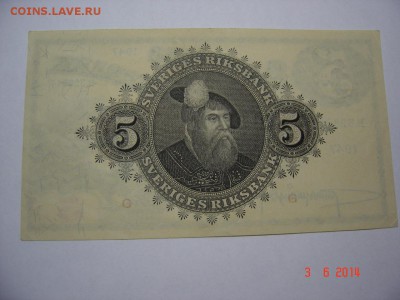 COINS.LAVE.RU
SVERIGES RIKSBANK
5 5
SVERIGES RIKSBANK
G G
3 6 2014